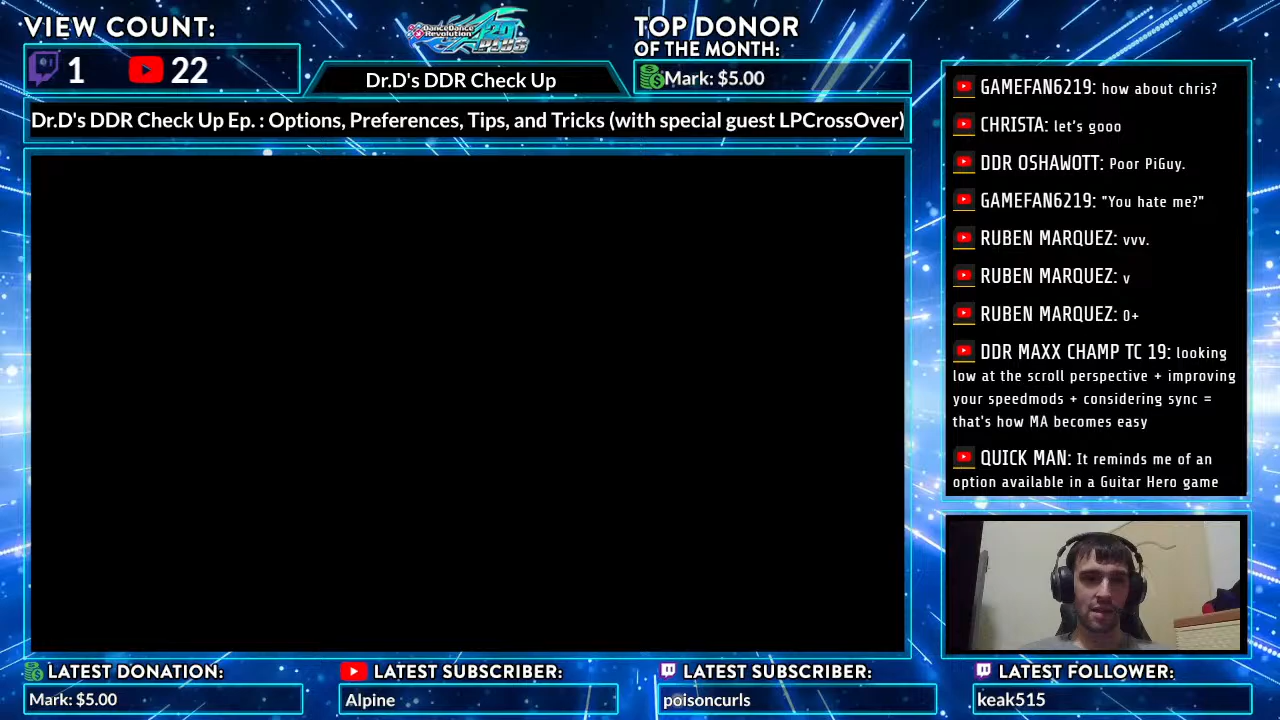 VIEW COUNT:
1
22
DanceDanceRevolution A20 PLUS
Dr.D's DDR Check Up
TOP DONOR
OF THE MONTH:
Mark: $5.00
Dr.D's DDR Check Up Ep. : Options, Preferences, Tips, and Tricks (with special guest LPCrossOver)
GAMEFAN6219: how about chris?
CHRISTA: let's gooo
DDR OSHAWOTT: Poor PiGuy.
GAMEFAN6219: "You hate me?"
RUBEN MARQUEZ: vvv.
RUBEN MARQUEZ: v
RUBEN MARQUEZ: 0+
DDR MAXX CHAMP TC 19: looking
low at the scroll perspective + improving
your speedmods + considering sync =
that's how MA becomes easy
QUICK MAN: It reminds me of an
option available in a Guitar Hero game
LATEST DONATION:
Mark: $5.00
LATEST SUBSCRIBER:
Alpine
LATEST SUBSCRIBER:
poisoncurls
LATEST FOLLOWER:
keak515